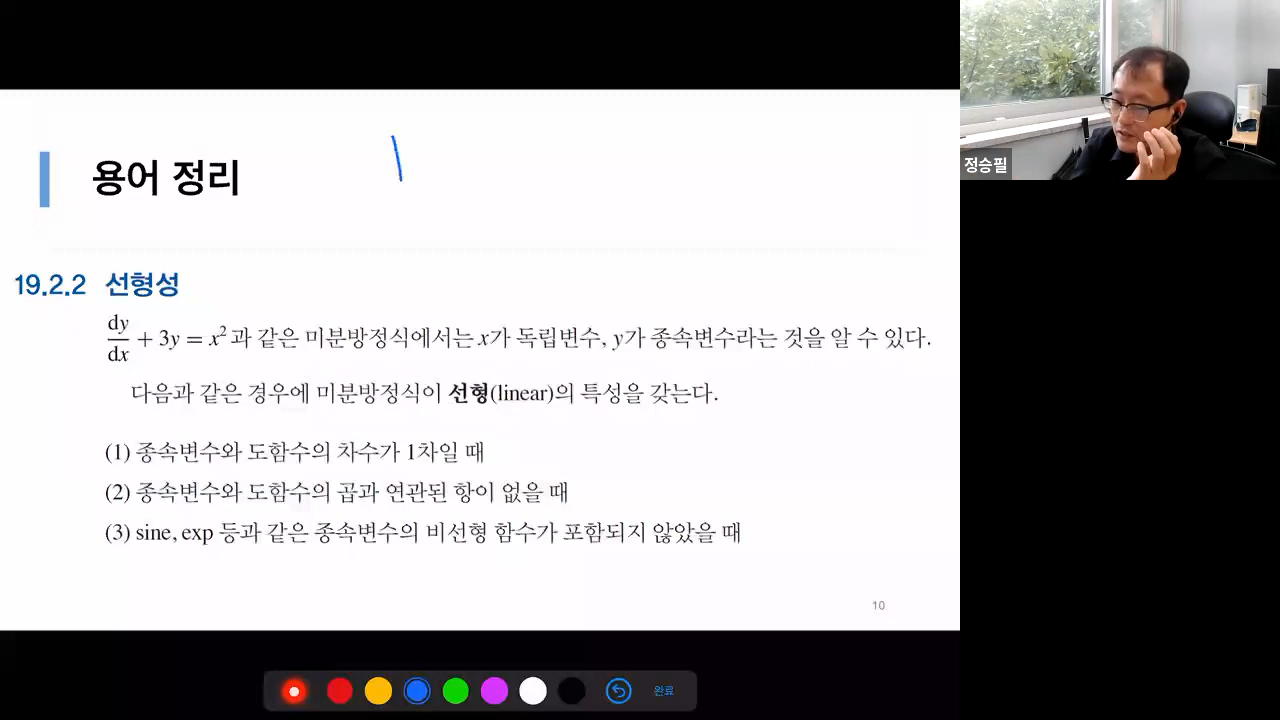 용어 정리
19.2.2 선형성
dy/dx + 3y = x² 과 같은 미분방정식에서는 x가 독립변수, y가 종속변수라는 것을 알 수 있다.
다음과 같은 경우에 미분방정식이 선형(linear)의 특성을 갖는다.
(1) 종속변수와 도함수의 차수가 1차일 때
(2) 종속변수와 도함수의 곱과 연관된 항이 없을 때
(3) sine, exp 등과 같은 종속변수의 비선형 함수가 포함되지 않았을 때
10
정승필
완료